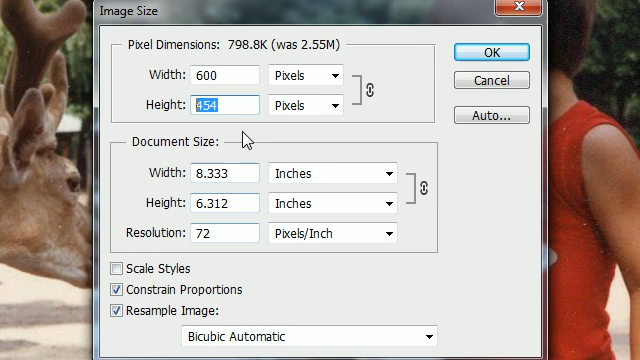 Image Size
Pixel Dimensions: 798.8K (was 2.55M)
Width: 600 Pixels
Height: 454 Pixels
Document Size:
Width: 8.333 Inches
Height: 6.312 Inches
Resolution: 72 Pixels/Inch
Scale Styles
Constrain Proportions
Resample Image:
Bicubic Automatic
OK
Cancel
Auto...